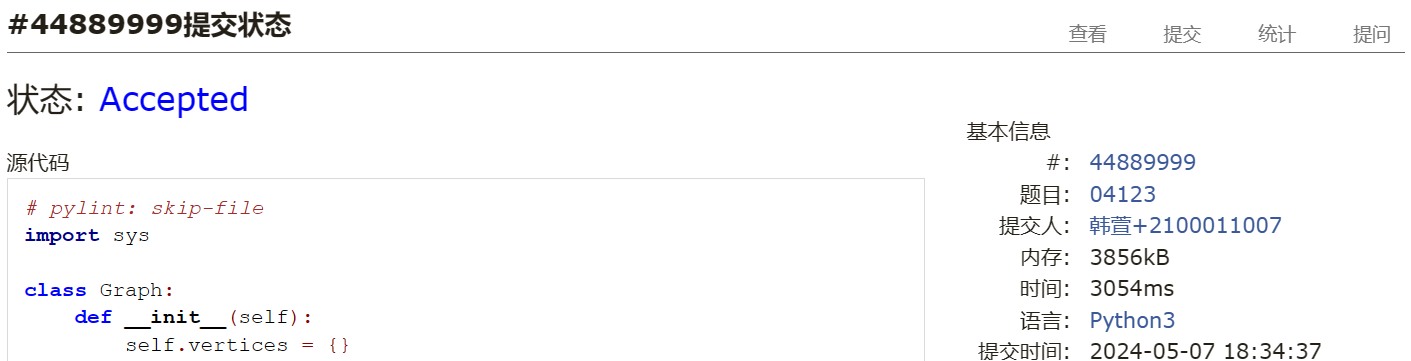 #44889999提交状态
查看 提交 统计 提问
状态: Accepted
源代码
# pylint: skip-file
import sys
class Graph:
def __init__(self):
self.vertices = {}
基本信息
#: 44889999
题目: 04123
提交人: 韩萱+2100011007
内存: 3856kB
时间: 3054ms
语言: Python3
提交时间: 2024-05-07 18:34:37